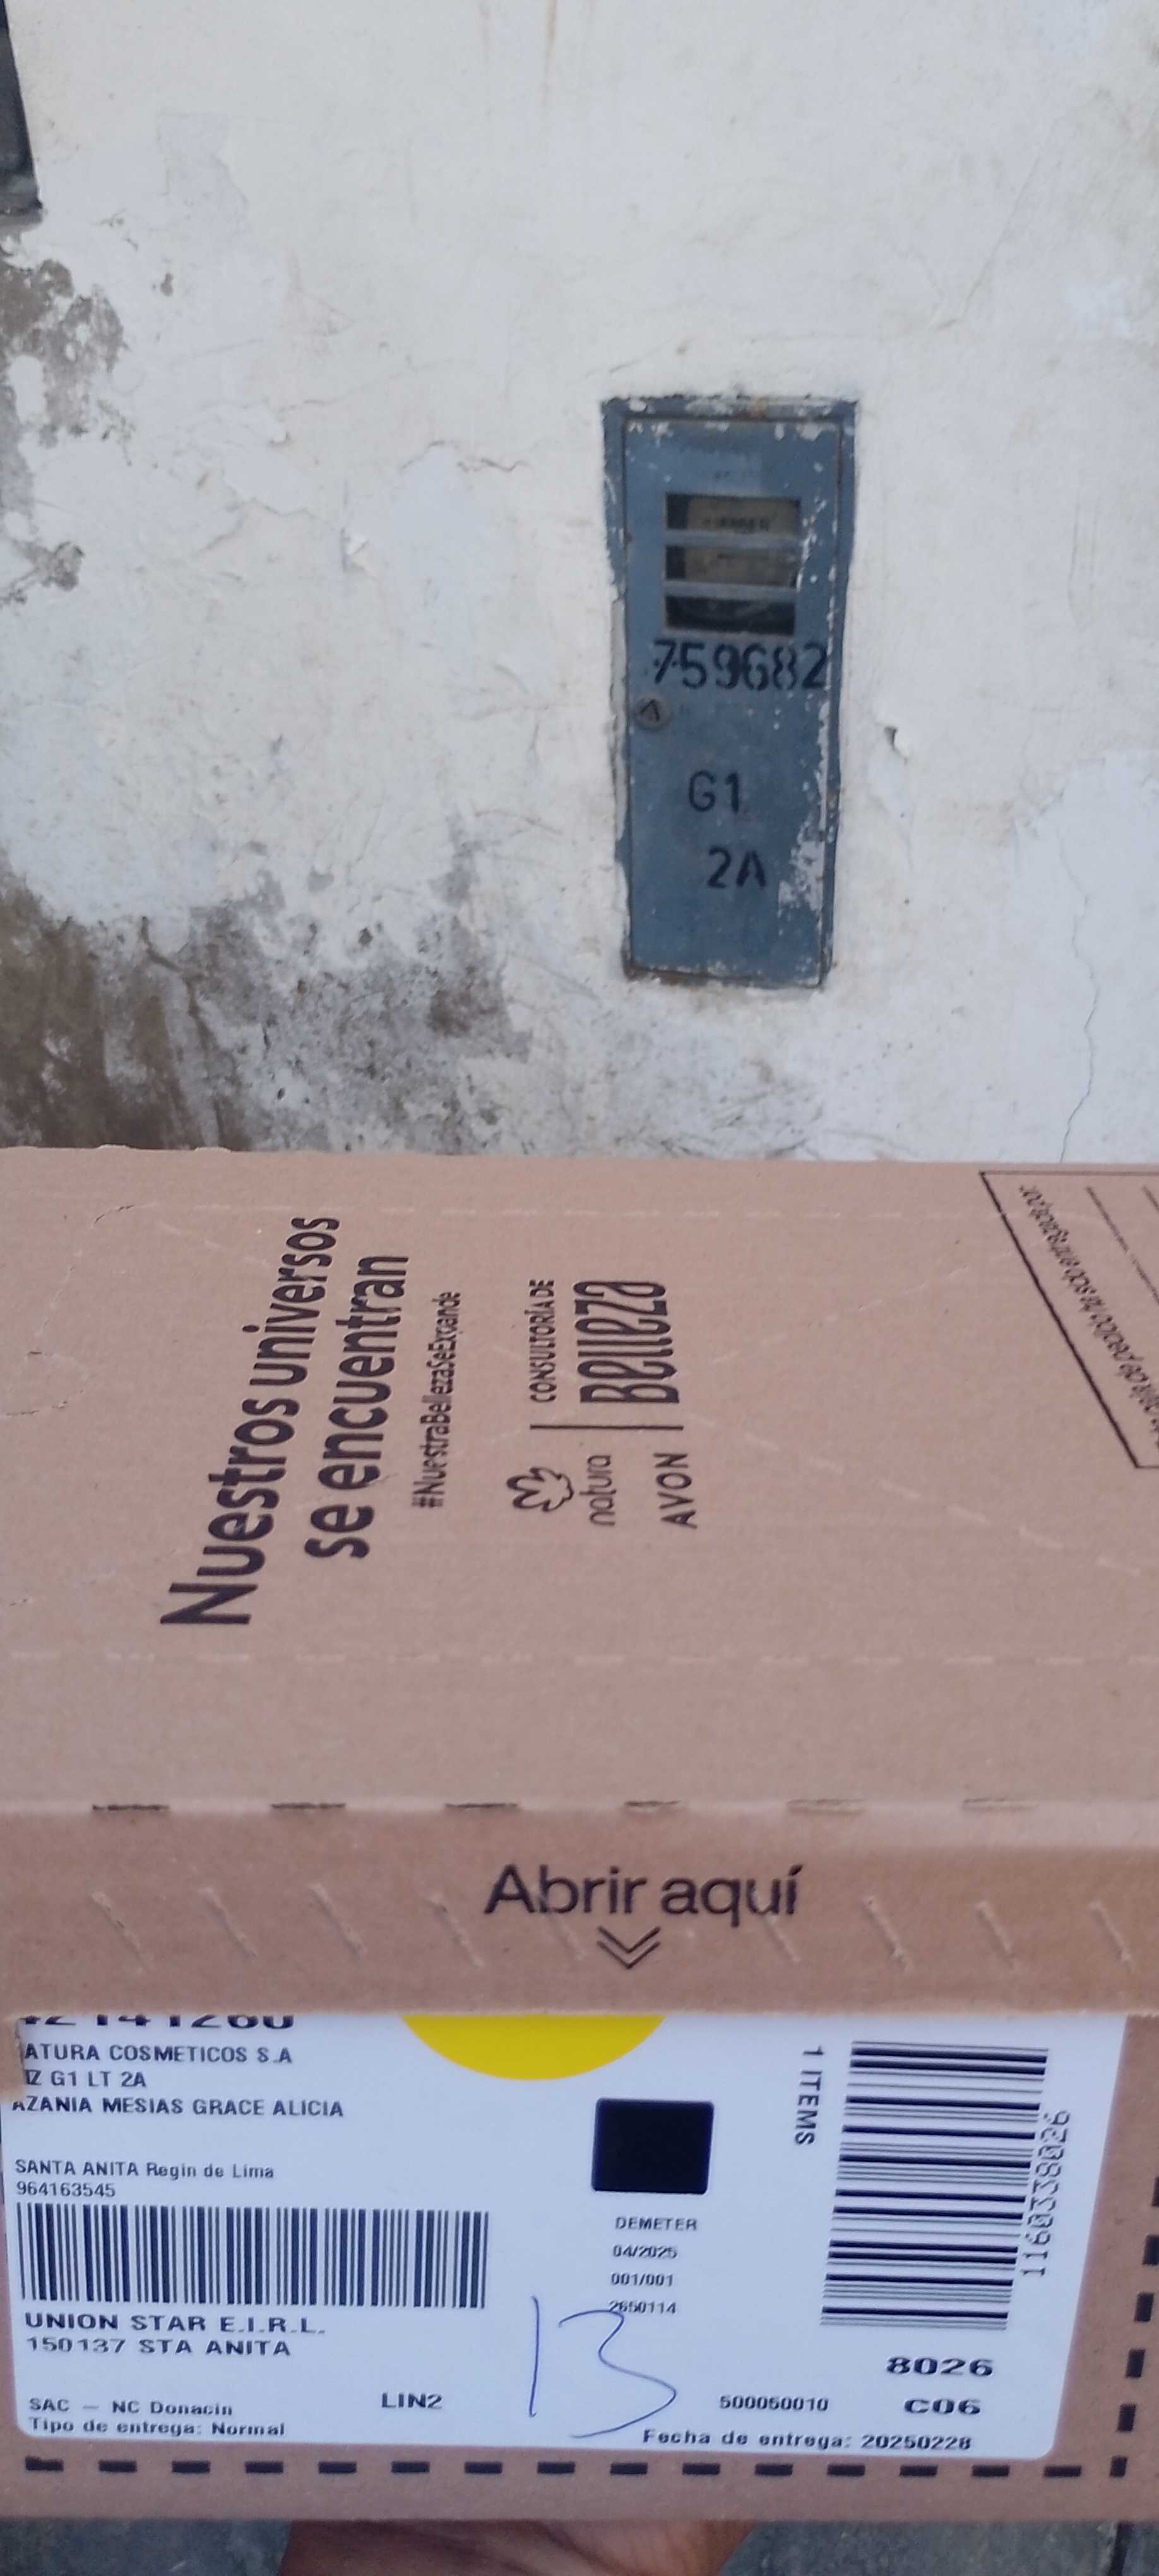 759682
G1
2A
Nuestros universos
se encuentran
#NuestraBellezaSeExpande
natura
CONSULTORÍA DE
Belleza
AVON
Abrir aquí
ATURA COSMETICOS S.A
IZ G1 LT 2A
AZANIA MESIAS GRACE ALICIA
SANTA ANITA Regin de Lima
964163545
UNION STAR E.I.R.L.
150137 STA ANITA
SAC – NC Donacin
Tipo de entrega: Normal
LIN2
DEMETER
04/2025
001/001
2650114
13
1 ITEMS
116033308026
8026
500050010
C06
Fecha de entrega: 20250228